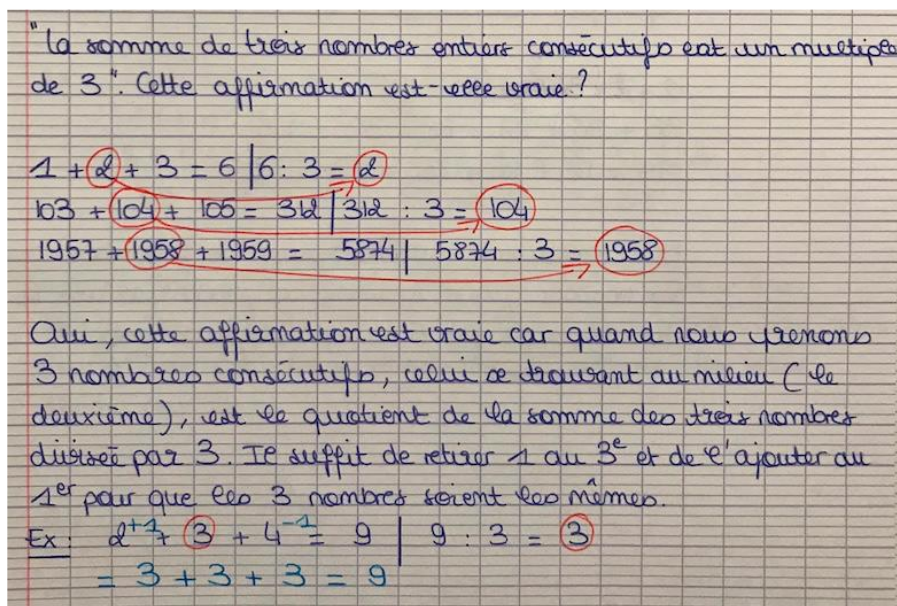 "La somme de trois nombres entiers consécutifs est un multiple
de 3". Cette affirmation est-elle vraie ?
1 + 2 + 3 = 6 | 6 : 3 = 2
103 + 104 + 105 = 312 | 312 : 3 = 104
1957 + 1958 + 1959 = 5874 | 5874 : 3 = 1958
Oui, cette affirmation est vraie car quand nous prenons
3 nombres consécutifs, celui se trouvant au milieu (le
deuxième), est le quotient de la somme des trois nombres
divisée par 3. Il suffit de retirer 1 au 3e et de l'ajouter au
1er pour que les 3 nombres soient les mêmes.
Ex : 2+1 + 3 + 4-1 = 9 | 9 : 3 = 3
= 3 + 3 + 3 = 9